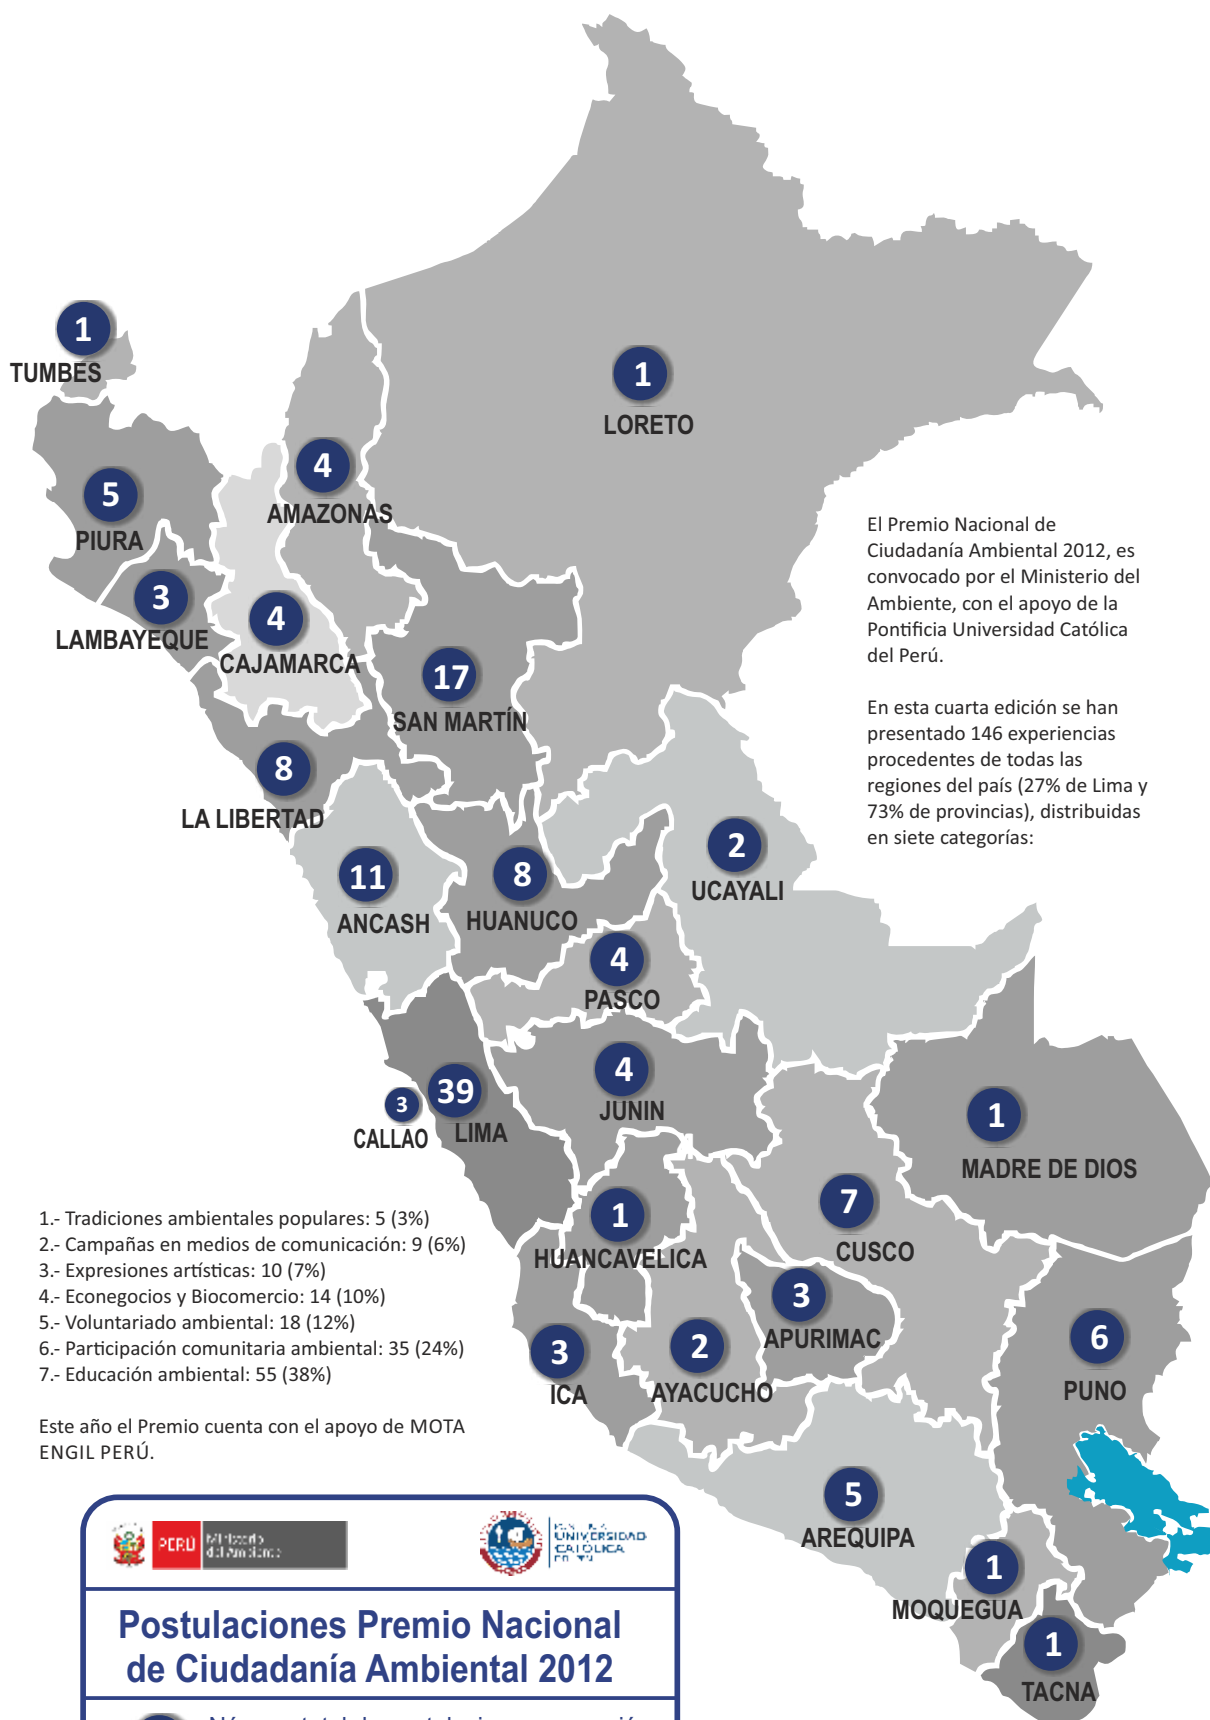 1
TUMBES
1
LORETO
4
AMAZONAS
5
PIURA
3
LAMBAYEQUE
4
CAJAMARCA
17
SAN MARTÍN
El Premio Nacional de
Ciudadanía Ambiental 2012, es
convocado por el Ministerio del
Ambiente, con el apoyo de la
Pontificia Universidad Católica
del Perú.
En esta cuarta edición se han
presentado 146 experiencias
procedentes de todas las
regiones del país (27% de Lima y
73% de provincias), distribuidas
en siete categorías:
8
LA LIBERTAD
11
ANCASH
8
HUANUCO
2
UCAYALI
4
PASCO
39
LIMA
3
CALLAO
4
JUNIN
1
MADRE DE DIOS
7
CUSCO
1
HUANCAVELICA
3
APURIMAC
3
ICA
2
AYACUCHO
6
PUNO
5
AREQUIPA
1
MOQUEGUA
1
TACNA
1.- Tradiciones ambientales populares: 5 (3%)
2.- Campañas en medios de comunicación: 9 (6%)
3.- Expresiones artísticas: 10 (7%)
4.- Econegocios y Biocomercio: 14 (10%)
5.- Voluntariado ambiental: 18 (12%)
6.- Participación comunitaria ambiental: 35 (24%)
7.- Educación ambiental: 55 (38%)
Este año el Premio cuenta con el apoyo de MOTA
ENGIL PERÚ.
PERÚ
Ministerio
del Ambiente
UNIVERSIDAD
CATÓLICA
Postulaciones Premio Nacional
de Ciudadanía Ambiental 2012